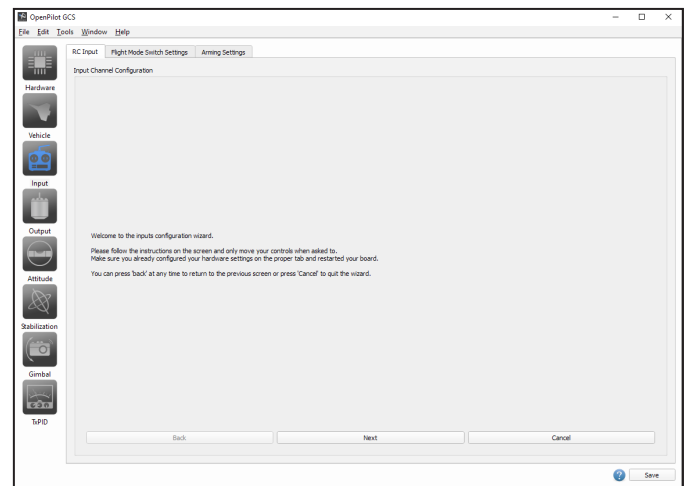 OpenPilot GCS
File Edit Tools Window Help
RC Input Flight Mode Switch Settings Arming Settings
Input Channel Configuration
Hardware
Vehicle
Input
Output
Attitude
Stabilization
Gimbal
TxPID
Welcome to the inputs configuration wizard.
Please follow the instructions on the screen and only move your controls when asked to.
Make sure you already configured your hardware settings on the proper tab and restarted your board.
You can press 'back' at any time to return to the previous screen or press 'Cancel' to quit the wizard.
Back Next Cancel
? Save